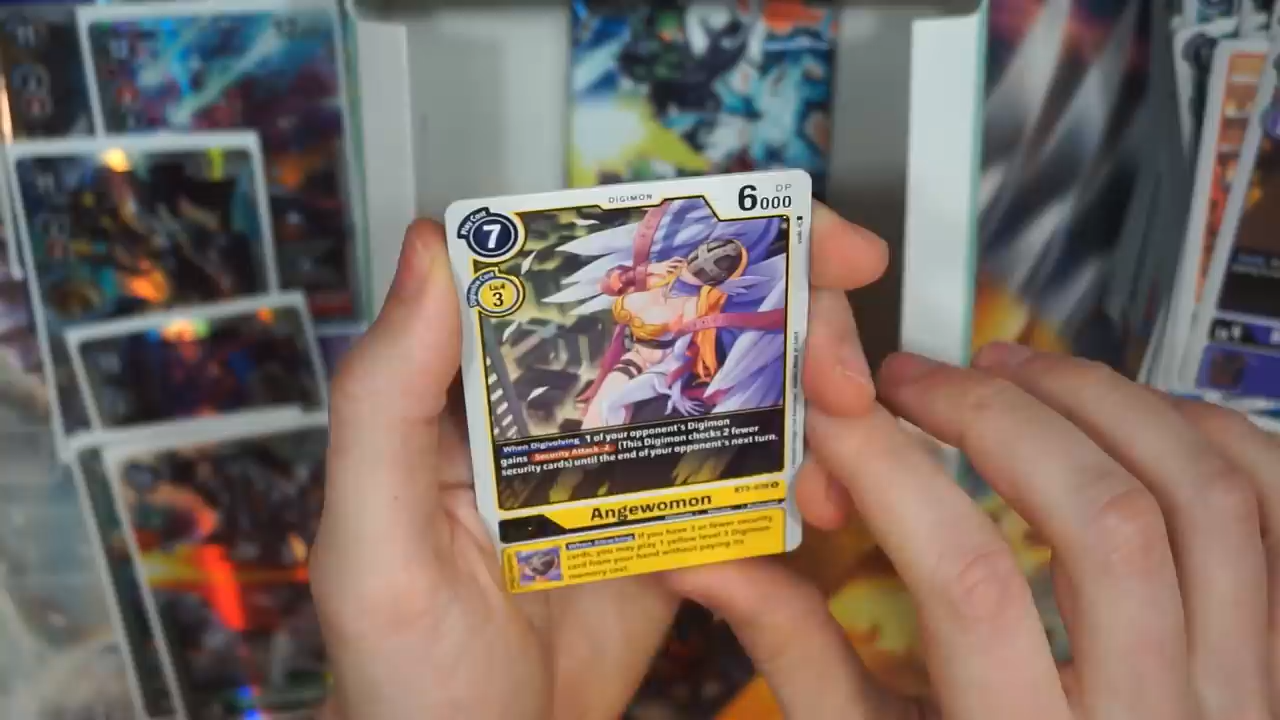 DIGIMON
DP
6000
Play Cost
7
Digivolve Cost
Lv.4
3
When Digivolving 1 of your opponent's Digimon
gains Security Attack -2 (This Digimon checks 2 fewer
security cards) until the end of your opponent's next turn.
Angewomon
When Attacking If you have 3 or fewer security
cards, you may play 1 yellow level 3 Digimon
card from your hand without paying its
memory cost.
Lv.4